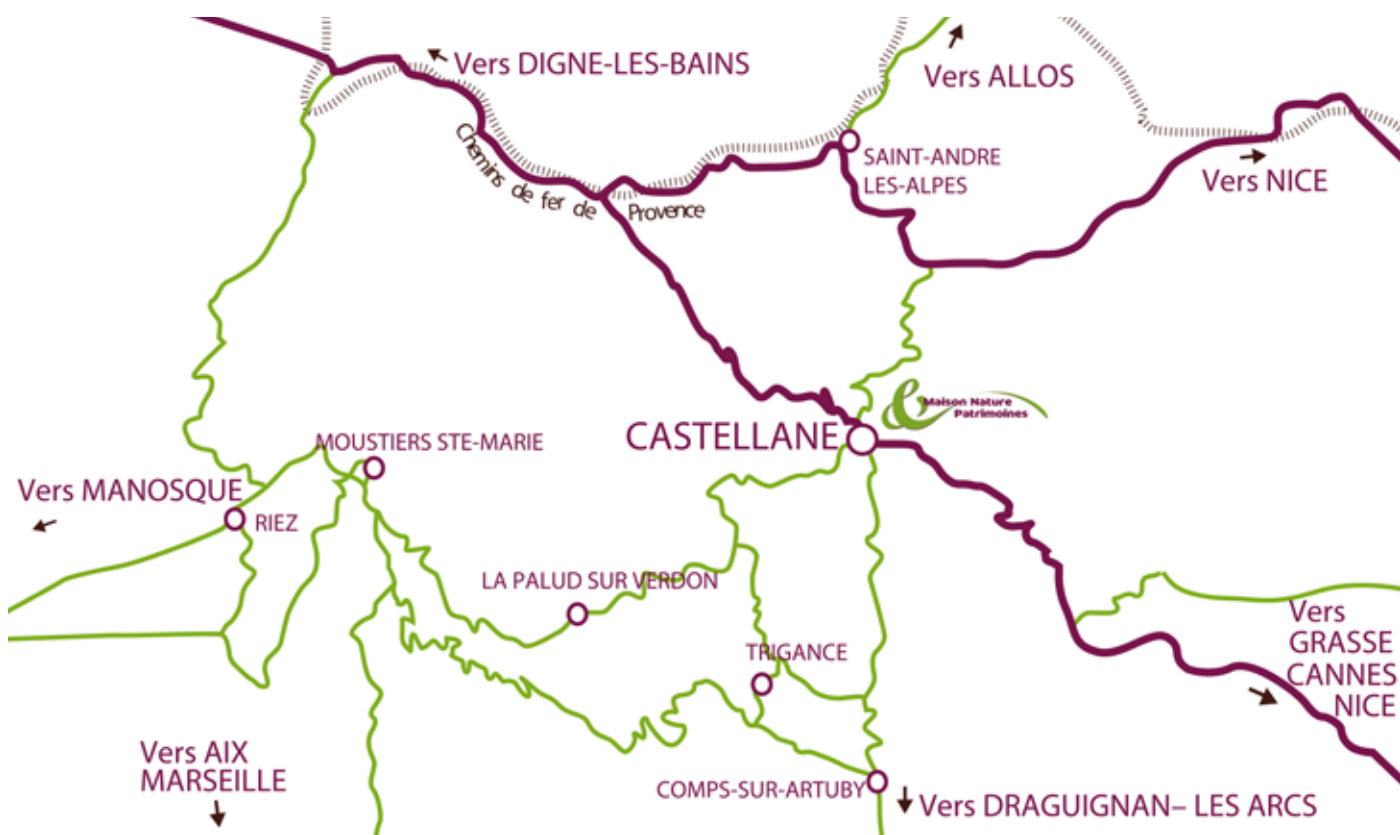 Vers DIGNE-LES-BAINS
Vers ALLOS
Chemins de fer de Provence
SAINT-ANDRE
LES-ALPES
Vers NICE
Maison Nature
Patrimoines
CASTELLANE
MOUSTIERS STE-MARIE
Vers MANOSQUE
RIEZ
LA PALUD SUR VERDON
Vers
GRASSE
CANNES
NICE
TRIGANCE
Vers AIX
MARSEILLE
COMPS-SUR-ARTUBY
Vers DRAGUIGNAN– LES ARCS